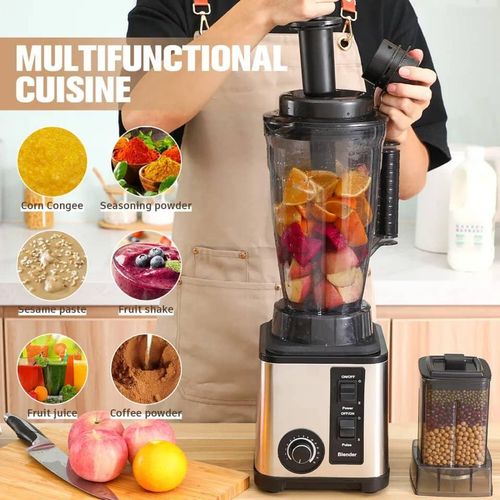 MULTIFUNCTIONAL
CUISINE
Corn Congee
Seasoning powder
Sesame paste
Fruit shake
Fruit juice
Coffee powder
ON/OFF
Power
ON/OFF
Pulse
Blender